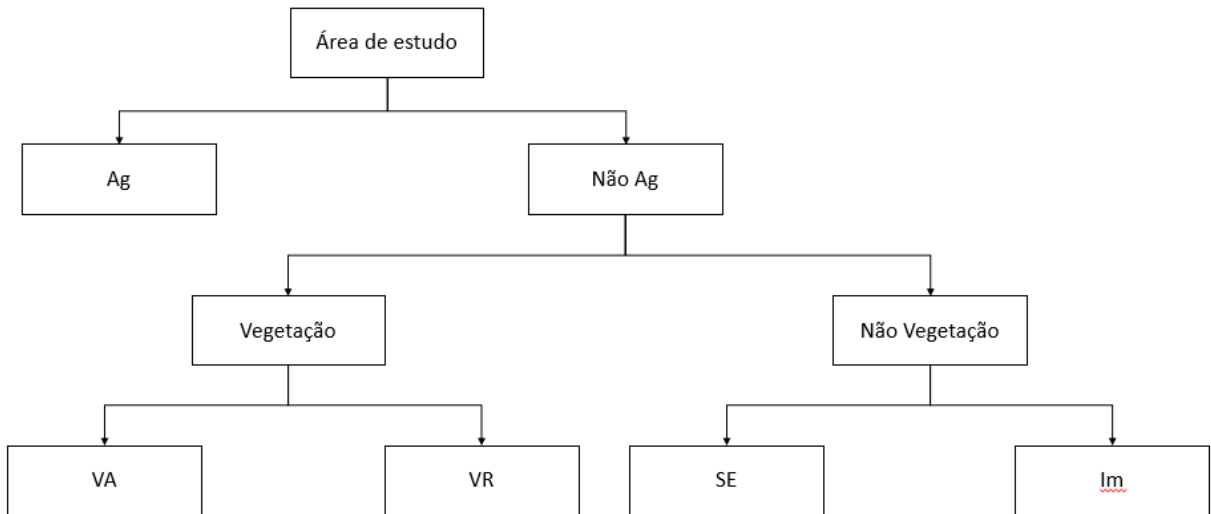 Área de estudo
Ag
Não Ag
Vegetação
Não Vegetação
VA
VR
SE
Im